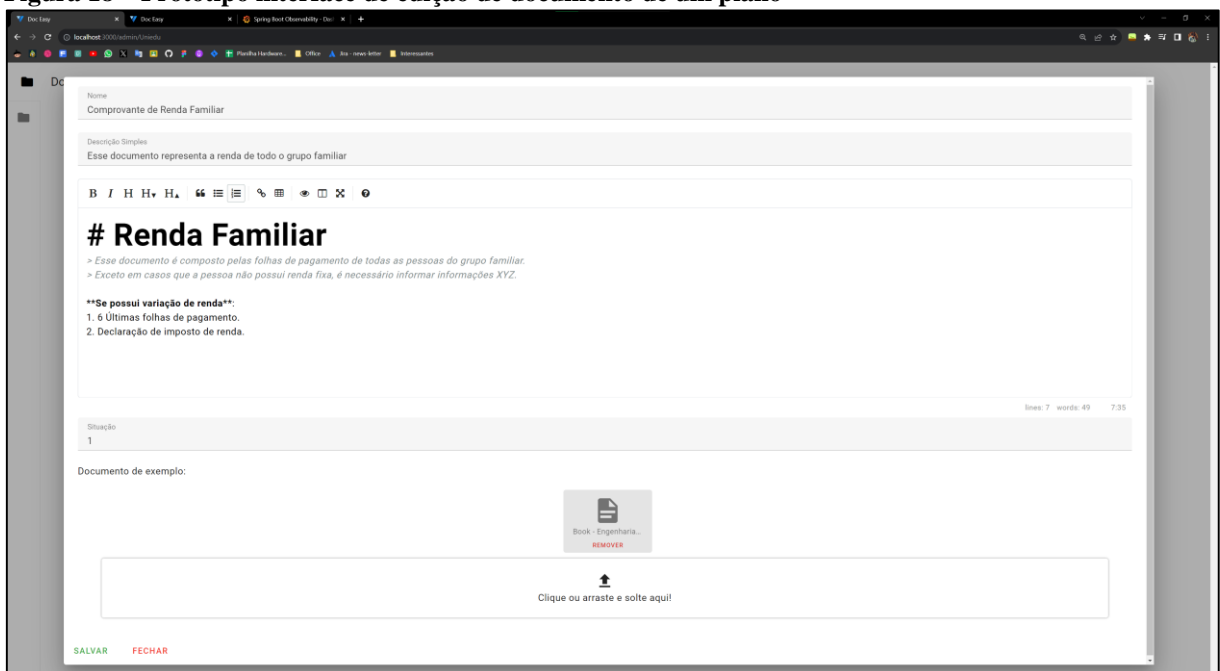 Figura 18 – Protótipo interface de edição de documento de um plano
Doc Easy
Doc Easy
Spring Boot Observability - Dasl
localhost:3000/admin/Uniedu
Planilha Hardware...
Office
Jira - news-letter
Interessantes
Nome
Comprovante de Renda Familiar
Descrição Simples
Esse documento representa a renda de todo o grupo familiar
B I H H▾ H▴
# Renda Familiar
> Esse documento é composto pelas folhas de pagamento de todas as pessoas do grupo familiar.
> Exceto em casos que a pessoa não possui renda fixa, é necessário informar informações XYZ.
**Se possui variação de renda**:
1. 6 Últimas folhas de pagamento.
2. Declaração de imposto de renda.
lines: 7 words: 49 7:35
Situação
1
Documento de exemplo:
Book - Engenharia...
REMOVER
Clique ou arraste e solte aqui!
SALVAR FECHAR